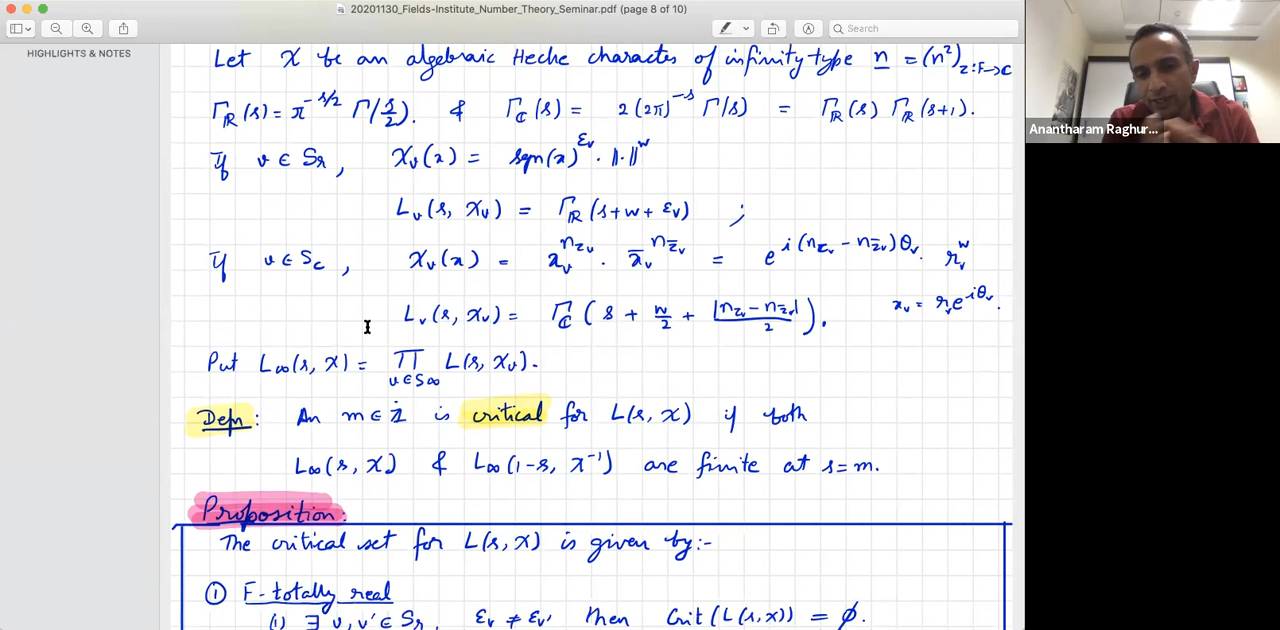 20201130_Fields-Institute_Number_Theory_Seminar.pdf (page 8 of 10)
Search
HIGHLIGHTS & NOTES
Anantharam Raghur...
Let χ be an algebraic Hecke character of infinity type n = (n^z)_{z:F→C}
Γ_R(s) = π^{-s/2} Γ(s/2). & Γ_C(s) = 2(2π)^{-s} Γ(s) = Γ_R(s) Γ_R(s+1).
If v ∈ S_r, χ_v(x) = sgn(x)^{ε_v} · ‖·‖^w
L_v(s, χ_v) = Γ_R(s+w+ε_v) ;
If v ∈ S_c, χ_v(x) = x_v^{n_{z_v}} · x̄_v^{n_{z̄_v}} = e^{i(n_{z_v} - n_{z̄_v})θ_v} · r_v^w
L_v(s, χ_v) = Γ_C(s + w/2 + |n_{z_v} - n_{z̄_v}|/2). x_v = r_v e^{iθ_v}.
Put L_∞(s, χ) = ∏_{v∈S_∞} L(s, χ_v).
Defn: An m ∈ Z is critical for L(s, χ) if both
L_∞(s, χ) & L_∞(1-s, χ^{-1}) are finite at s=m.
Proposition:
The critical set for L(s, χ) is given by:-
① F-totally real
(i) ∃ v, v' ∈ S_r, ε_v ≠ ε_v' then Crit(L(s, χ)) = ∅.